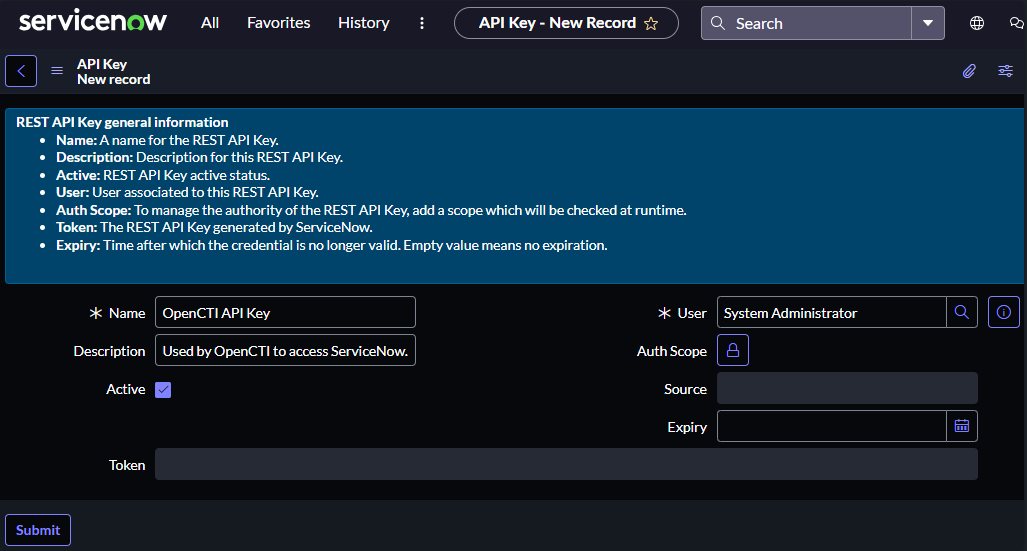 servicenow All Favorites History API Key - New Record Search
API Key
New record
REST API Key general information
• Name: A name for the REST API Key.
• Description: Description for this REST API Key.
• Active: REST API Key active status.
• User: User associated to this REST API Key.
• Auth Scope: To manage the authority of the REST API Key, add a scope which will be checked at runtime.
• Token: The REST API Key generated by ServiceNow.
• Expiry: Time after which the credential is no longer valid. Empty value means no expiration.
Name OpenCTI API Key User System Administrator
Description Used by OpenCTI to access ServiceNow. Auth Scope
Active Source
Expiry
Token
Submit